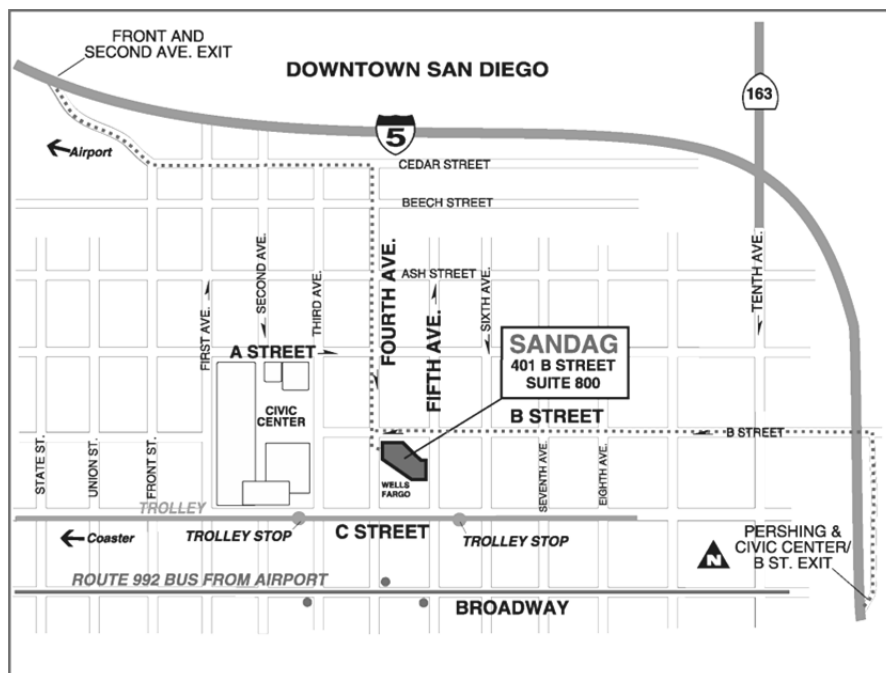 FRONT AND
SECOND AVE. EXIT
DOWNTOWN SAN DIEGO
163
5
Airport
CEDAR STREET
BEECH STREET
ASH STREET
FIRST AVE.
SECOND AVE.
THIRD AVE.
FOURTH AVE.
FIFTH AVE.
SIXTH AVE.
TENTH AVE.
A STREET
SANDAG
401 B STREET
SUITE 800
CIVIC
CENTER
B STREET
B STREET
STATE ST.
UNION ST.
FRONT ST.
WELLS
FARGO
SEVENTH AVE.
EIGHTH AVE.
TROLLEY
Coaster
TROLLEY STOP
C STREET
TROLLEY STOP
N
PERSHING &
CIVIC CENTER/
B ST. EXIT
ROUTE 992 BUS FROM AIRPORT
BROADWAY